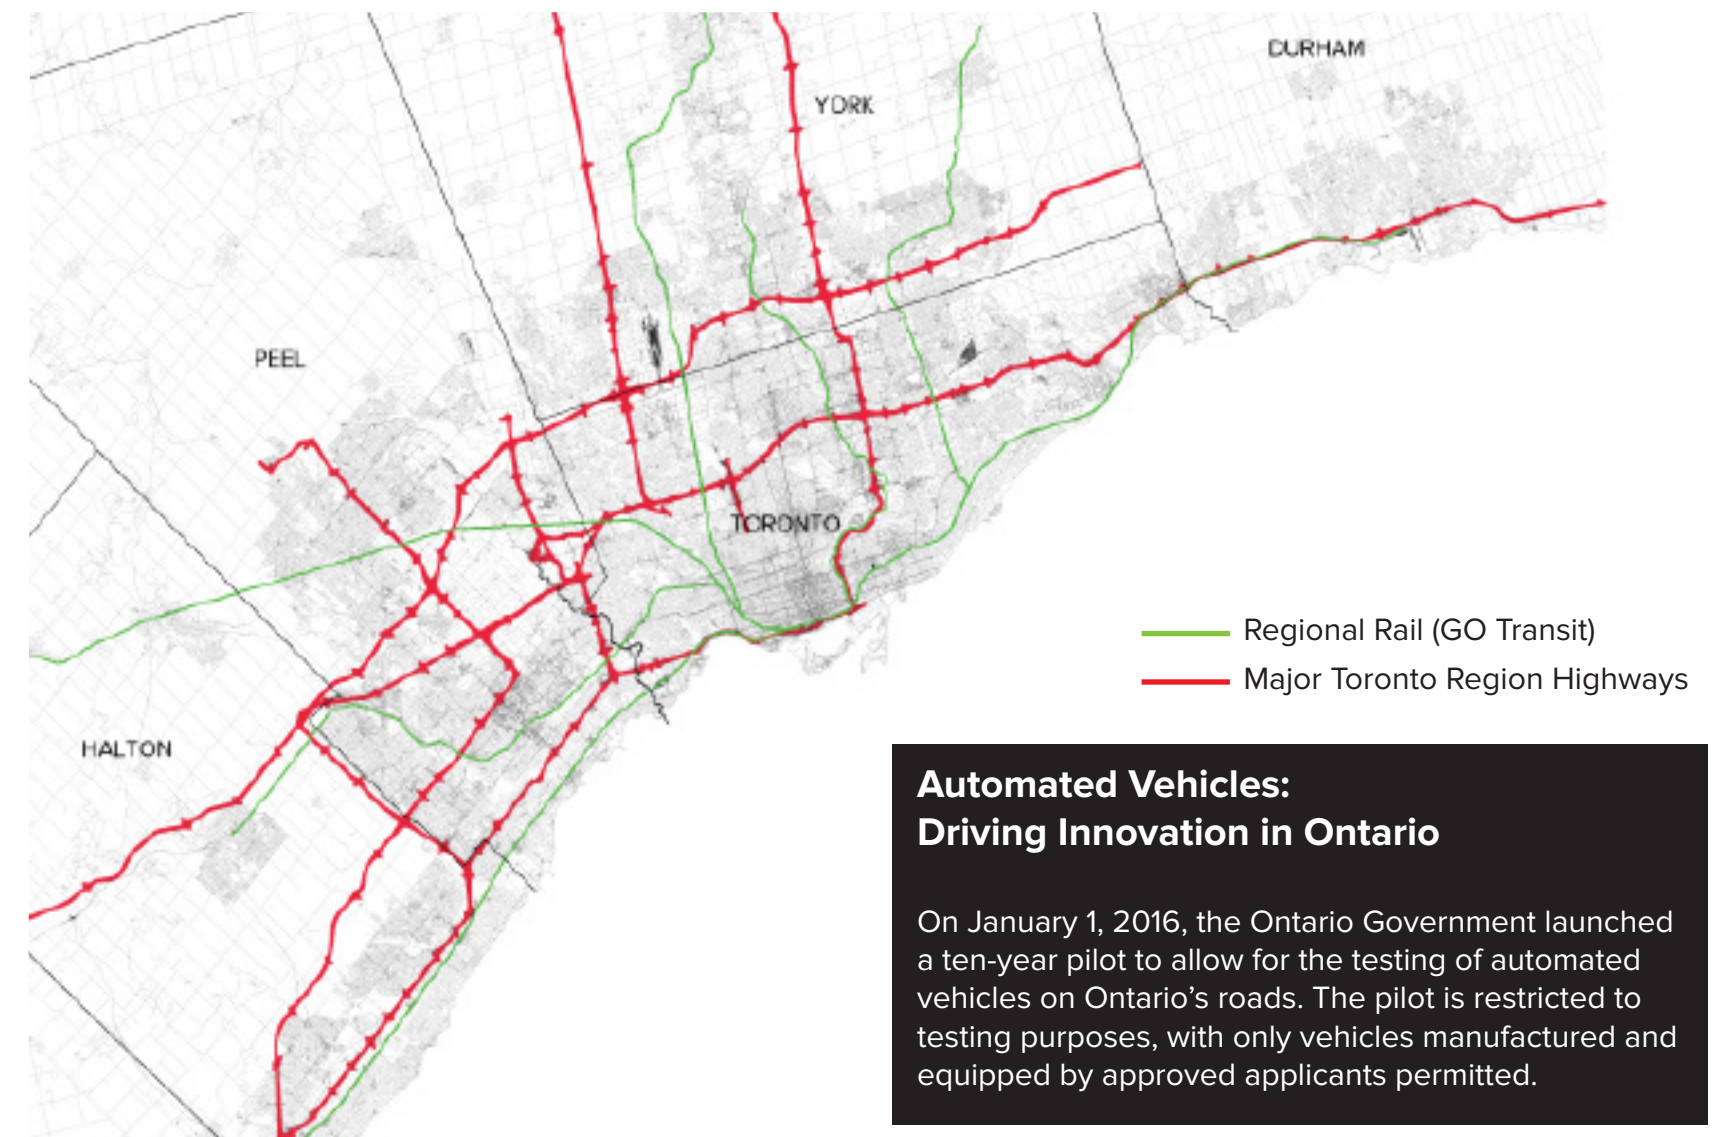 DURHAM
YORK
PEEL
TORONTO
HALTON
Regional Rail (GO Transit)
Major Toronto Region Highways
Automated Vehicles:
Driving Innovation in Ontario
On January 1, 2016, the Ontario Government launched
a ten-year pilot to allow for the testing of automated
vehicles on Ontario’s roads. The pilot is restricted to
testing purposes, with only vehicles manufactured and
equipped by approved applicants permitted.